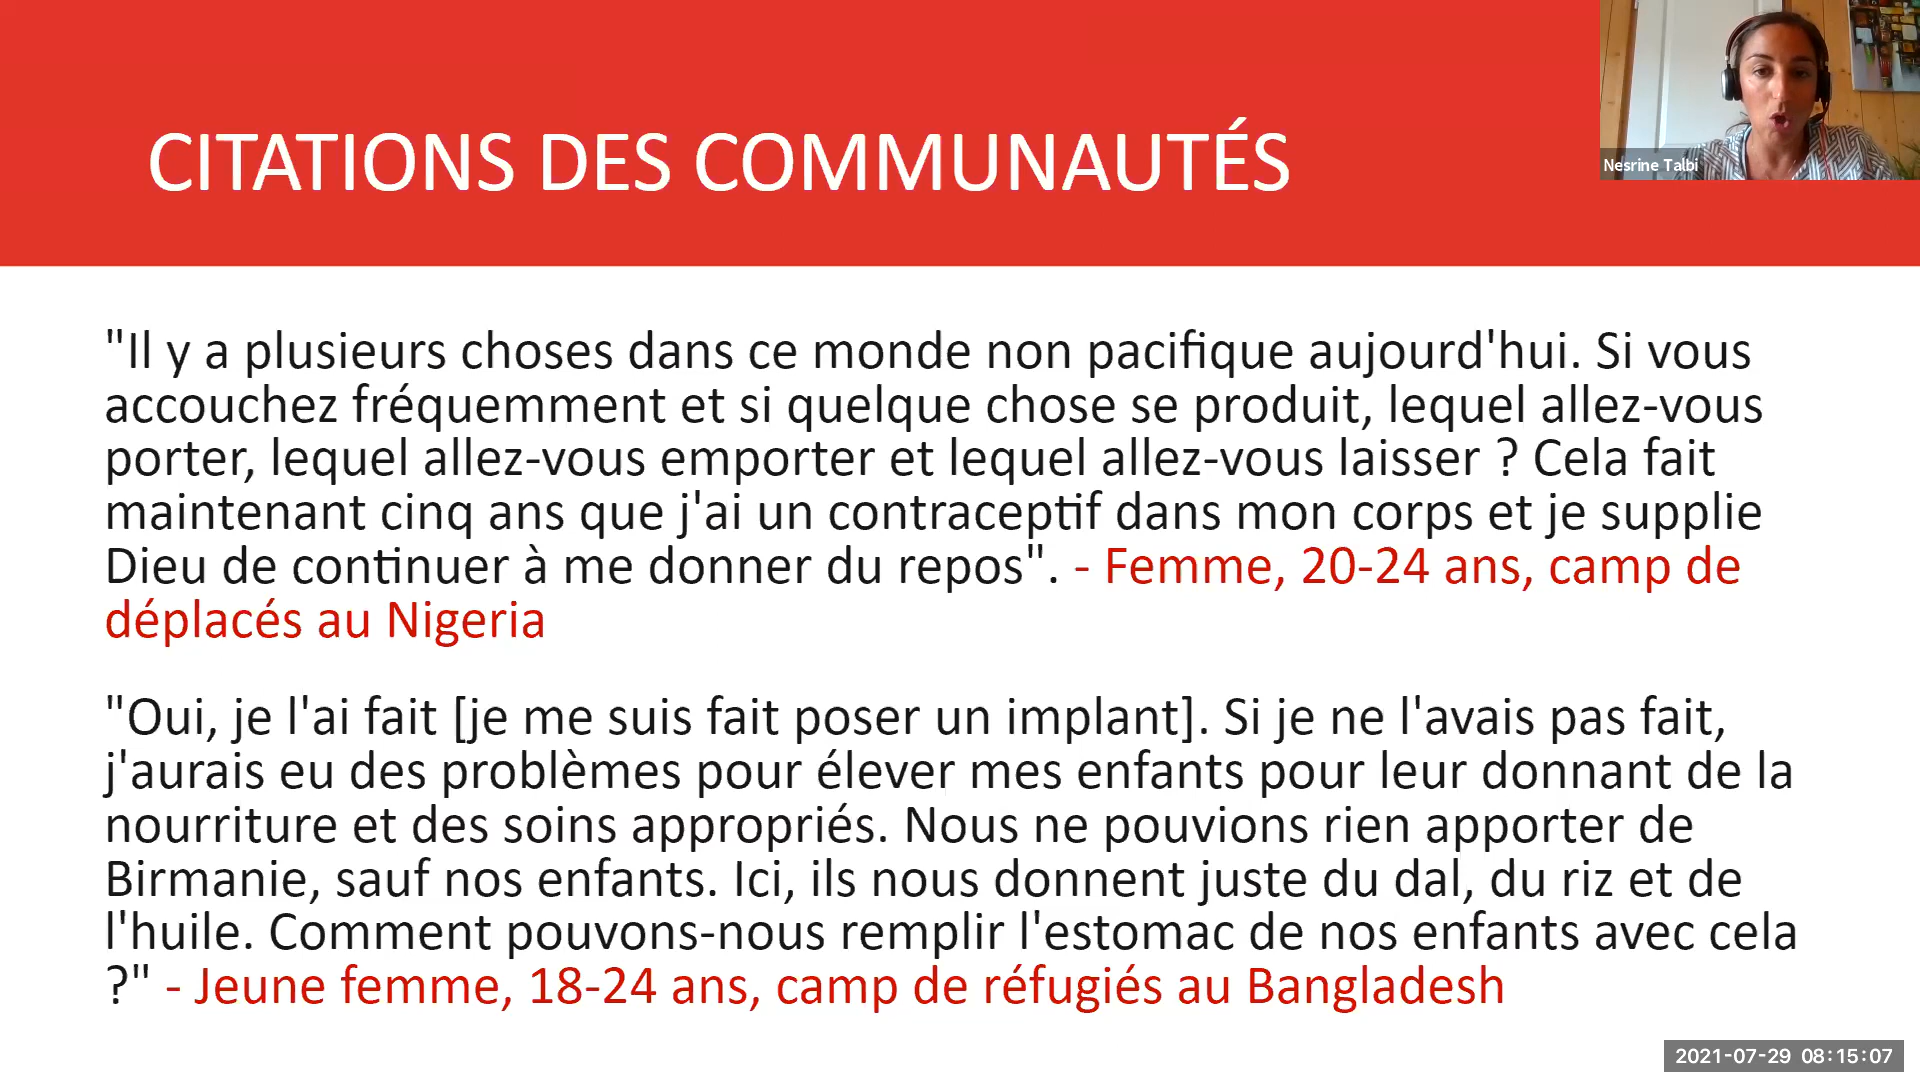 CITATIONS DES COMMUNAUTÉS
Nesrine Talbi
"Il y a plusieurs choses dans ce monde non pacifique aujourd'hui. Si vous
accouchez fréquemment et si quelque chose se produit, lequel allez-vous
porter, lequel allez-vous emporter et lequel allez-vous laisser ? Cela fait
maintenant cinq ans que j'ai un contraceptif dans mon corps et je supplie
Dieu de continuer à me donner du repos". - Femme, 20-24 ans, camp de
déplacés au Nigeria
"Oui, je l'ai fait [je me suis fait poser un implant]. Si je ne l'avais pas fait,
j'aurais eu des problèmes pour élever mes enfants pour leur donnant de la
nourriture et des soins appropriés. Nous ne pouvions rien apporter de
Birmanie, sauf nos enfants. Ici, ils nous donnent juste du dal, du riz et de
l'huile. Comment pouvons-nous remplir l'estomac de nos enfants avec cela
?" - Jeune femme, 18-24 ans, camp de réfugiés au Bangladesh
2021-07-29 08:15:07